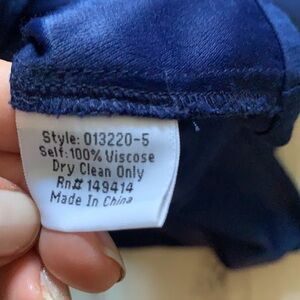 Style: 013220-5
Self: 100% Viscose
Dry Clean Only
Rn# 149414
Made In China